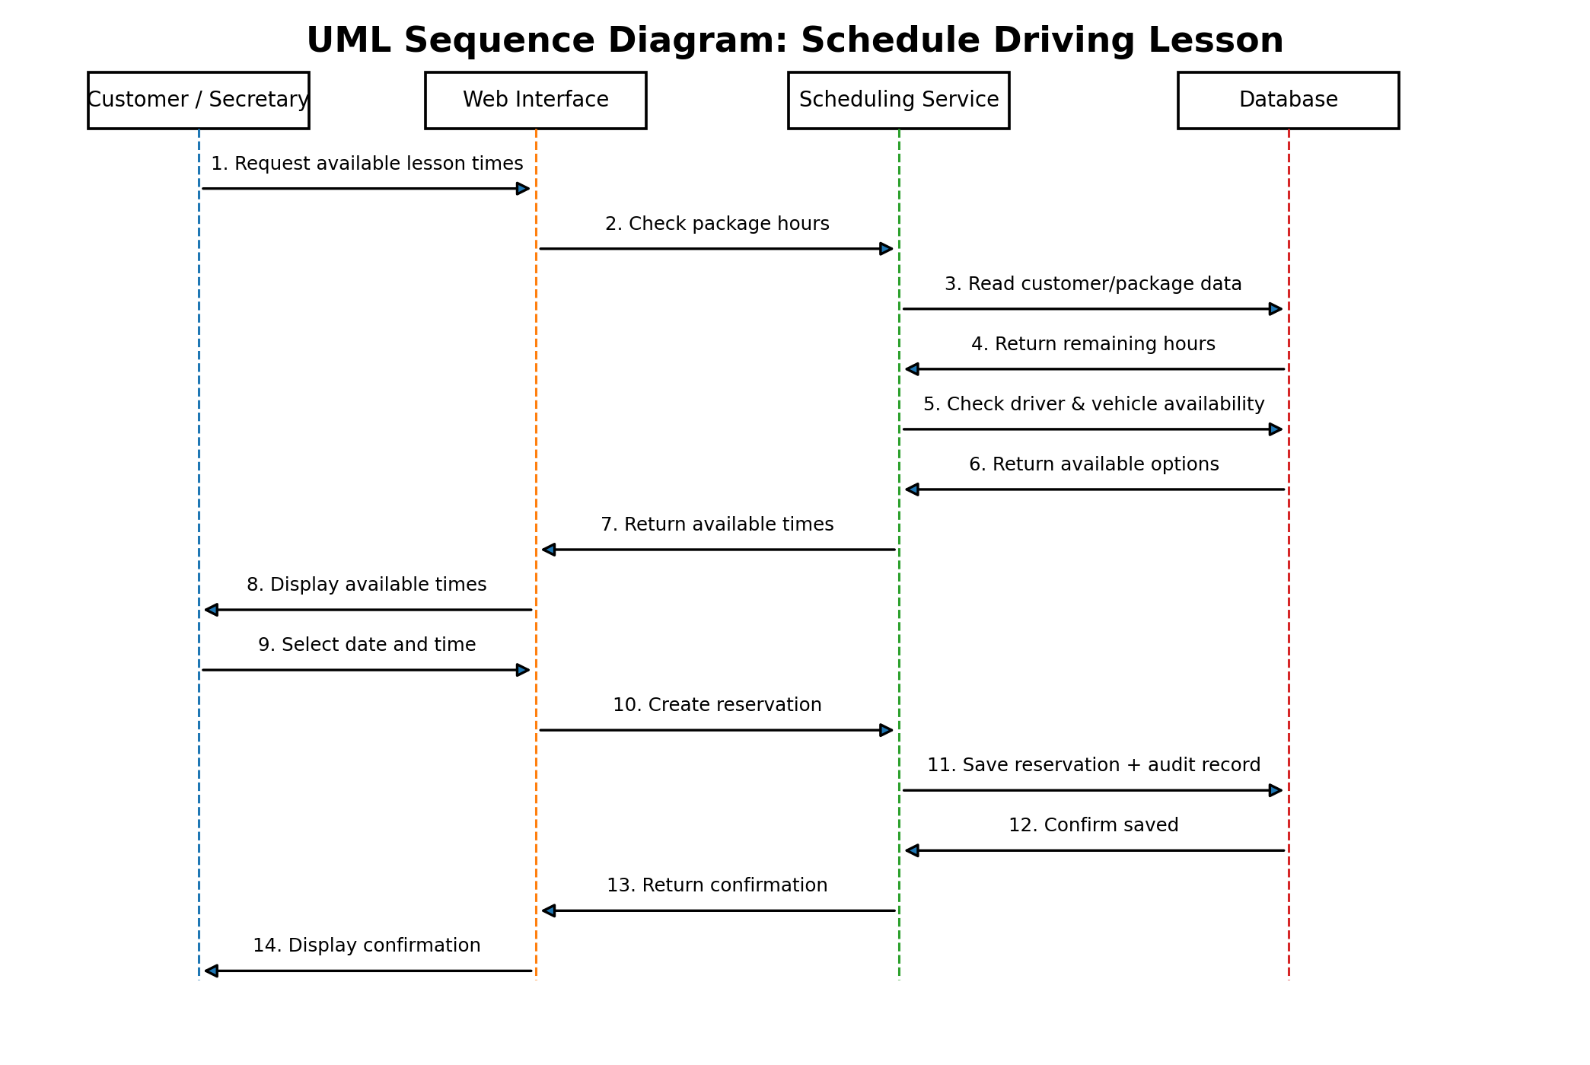 UML Sequence Diagram: Schedule Driving Lesson
Customer / Secretary
Web Interface
Scheduling Service
Database
1. Request available lesson times
2. Check package hours
3. Read customer/package data
4. Return remaining hours
5. Check driver & vehicle availability
6. Return available options
7. Return available times
8. Display available times
9. Select date and time
10. Create reservation
11. Save reservation + audit record
12. Confirm saved
13. Return confirmation
14. Display confirmation